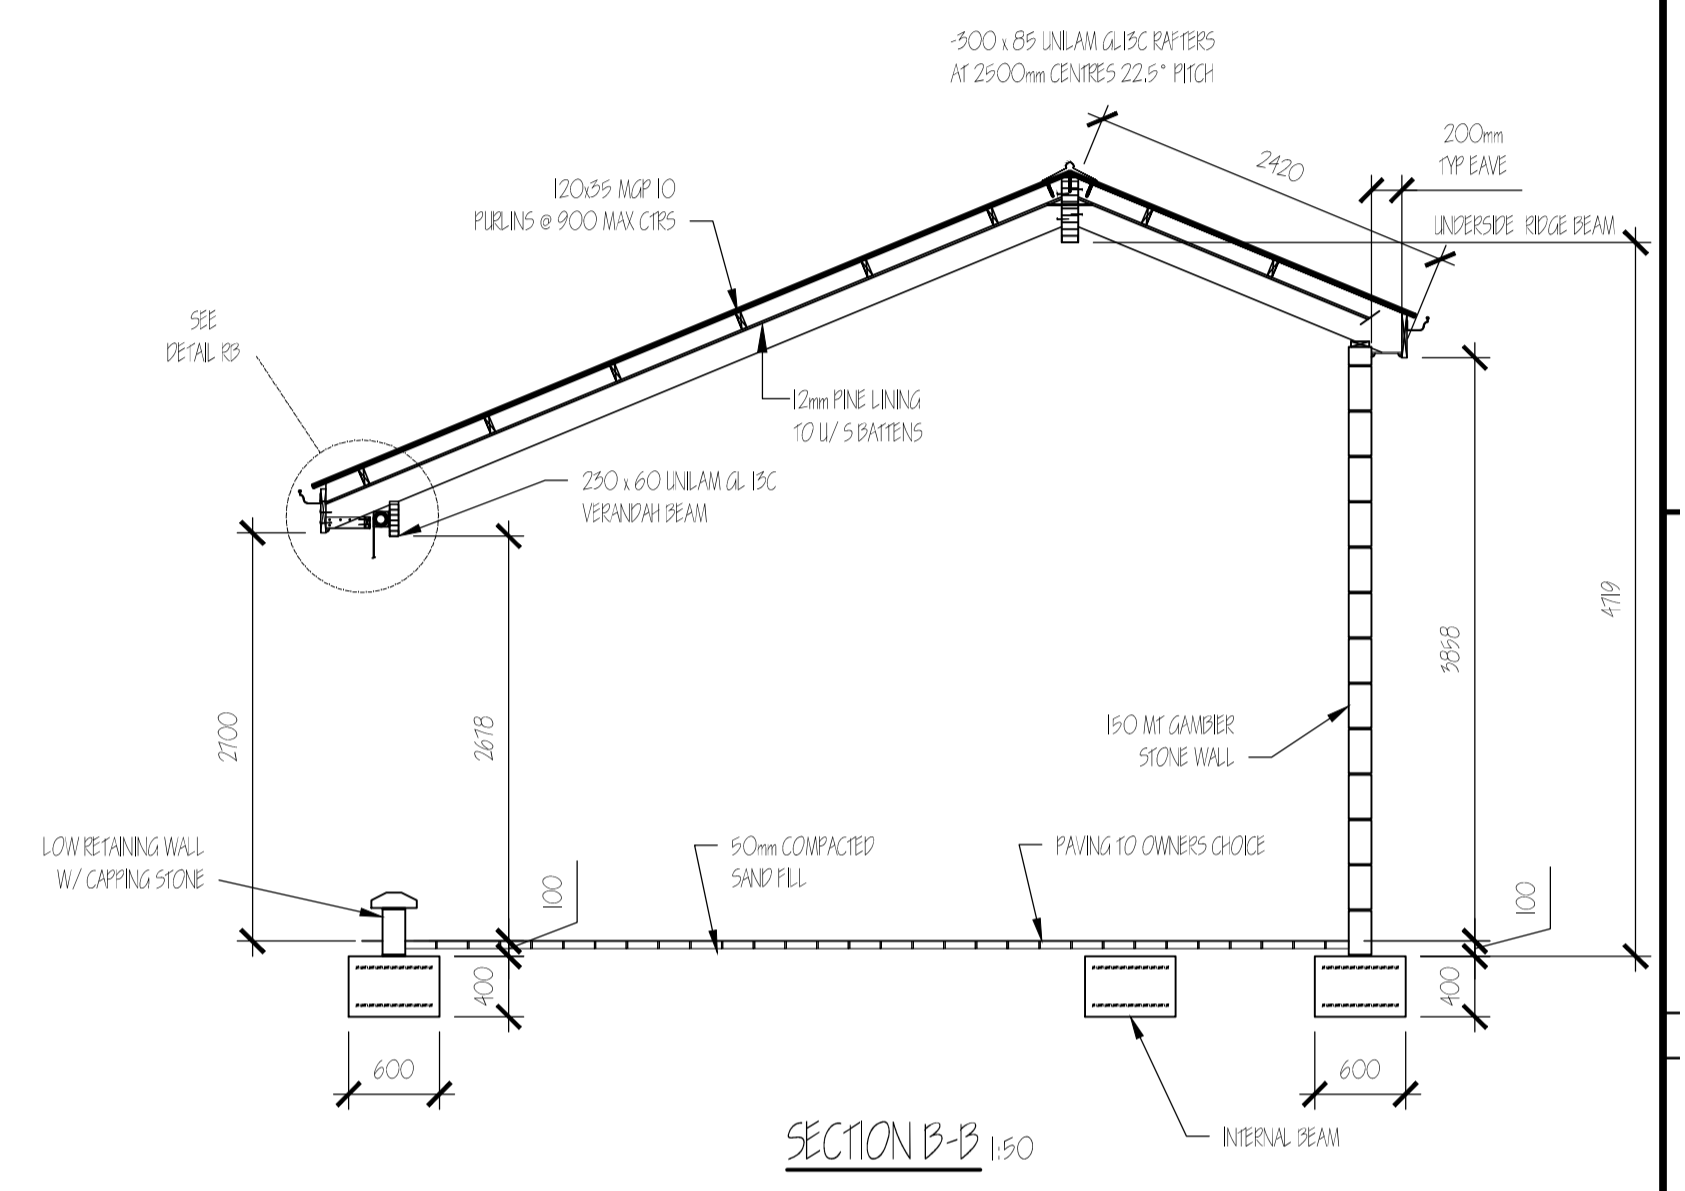 -300 x 85 UNILAM GL13C RAFTERS
AT 2500mm CENTRES 22.5° PITCH
200mm
TYP EAVE
2420
120x35 MGP 10
PURLINS @ 900 MAX CTRS
UNDERSIDE RIDGE BEAM
SEE
DETAIL RB
12mm PINE LINING
TO U/S BATTENS
230 x 60 UNILAM GL 13C
VERANDAH BEAM
4719
3858
2700
2678
150 MT GAMBIER
STONE WALL
LOW RETAINING WALL
W/ CAPPING STONE
50mm COMPACTED
SAND FILL
PAVING TO OWNERS CHOICE
100
100
400
400
600
600
INTERNAL BEAM
SECTION B-B 1:50